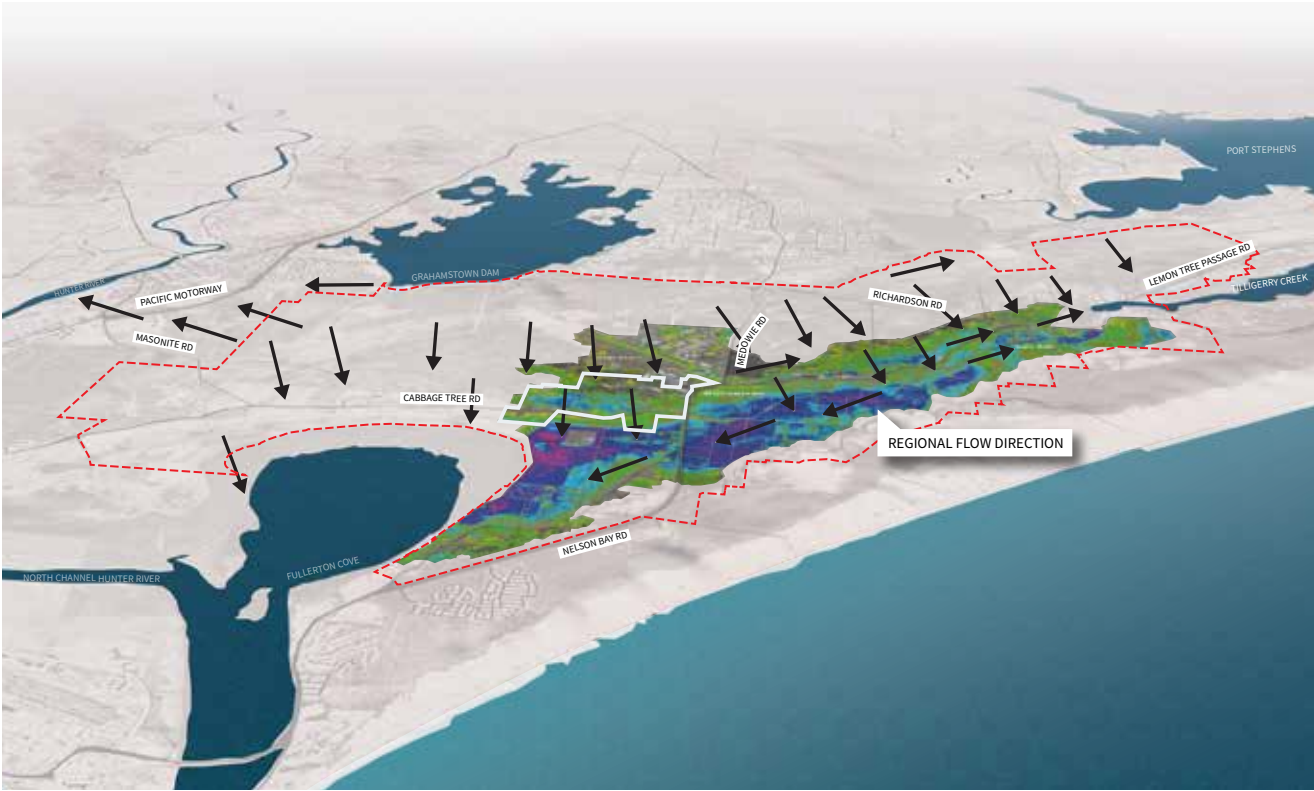 PORT STEPHENS
GRAHAMSTOWN DAM
LEMON TREE PASSAGE RD
TILLIGERRY CREEK
HUNTER RIVER
PACIFIC MOTORWAY
RICHARDSON RD
MASONITE RD
MEDOWIE RD
CABBAGE TREE RD
REGIONAL FLOW DIRECTION
NELSON BAY RD
FULLERTON COVE
NORTH CHANNEL HUNTER RIVER